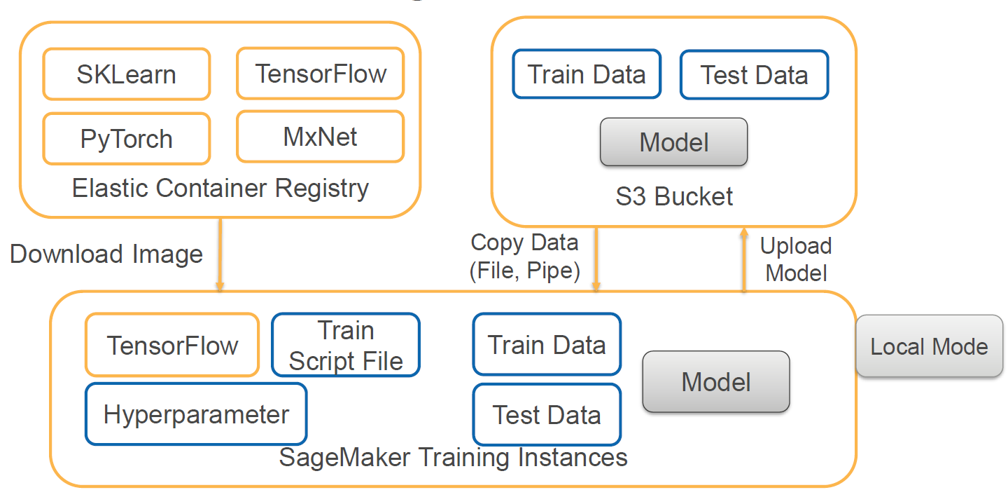 SKLearn
TensorFlow
PyTorch
MxNet
Elastic Container Registry
Train Data
Test Data
Model
S3 Bucket
Download Image
Copy Data
(File, Pipe)
Upload
Model
TensorFlow
Train
Script File
Hyperparameter
Train Data
Test Data
Model
Local Mode
SageMaker Training Instances